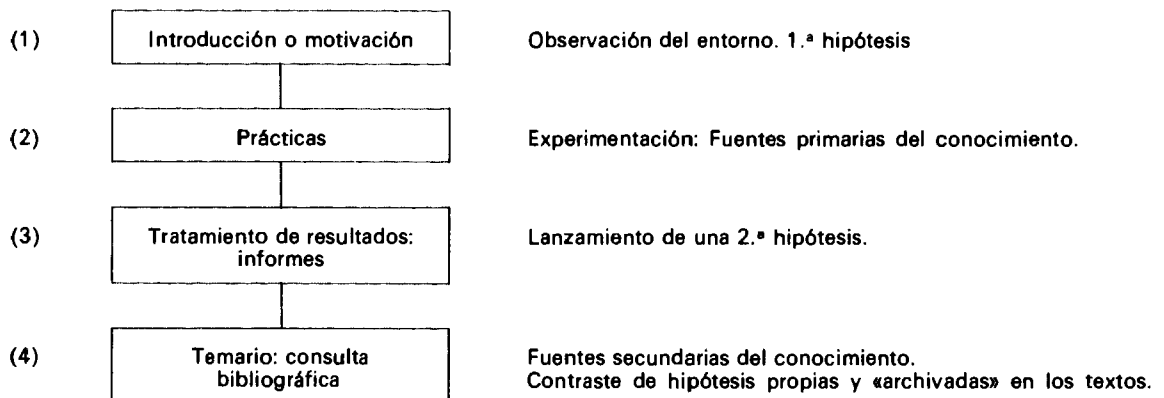 (1) Introducción o motivación Observación del entorno. 1.ª hipótesis
(2) Prácticas Experimentación: Fuentes primarias del conocimiento.
(3) Tratamiento de resultados: Lanzamiento de una 2.ª hipótesis.
informes
(4) Temario: consulta Fuentes secundarias del conocimiento.
bibliográfica Contraste de hipótesis propias y «archivadas» en los textos.